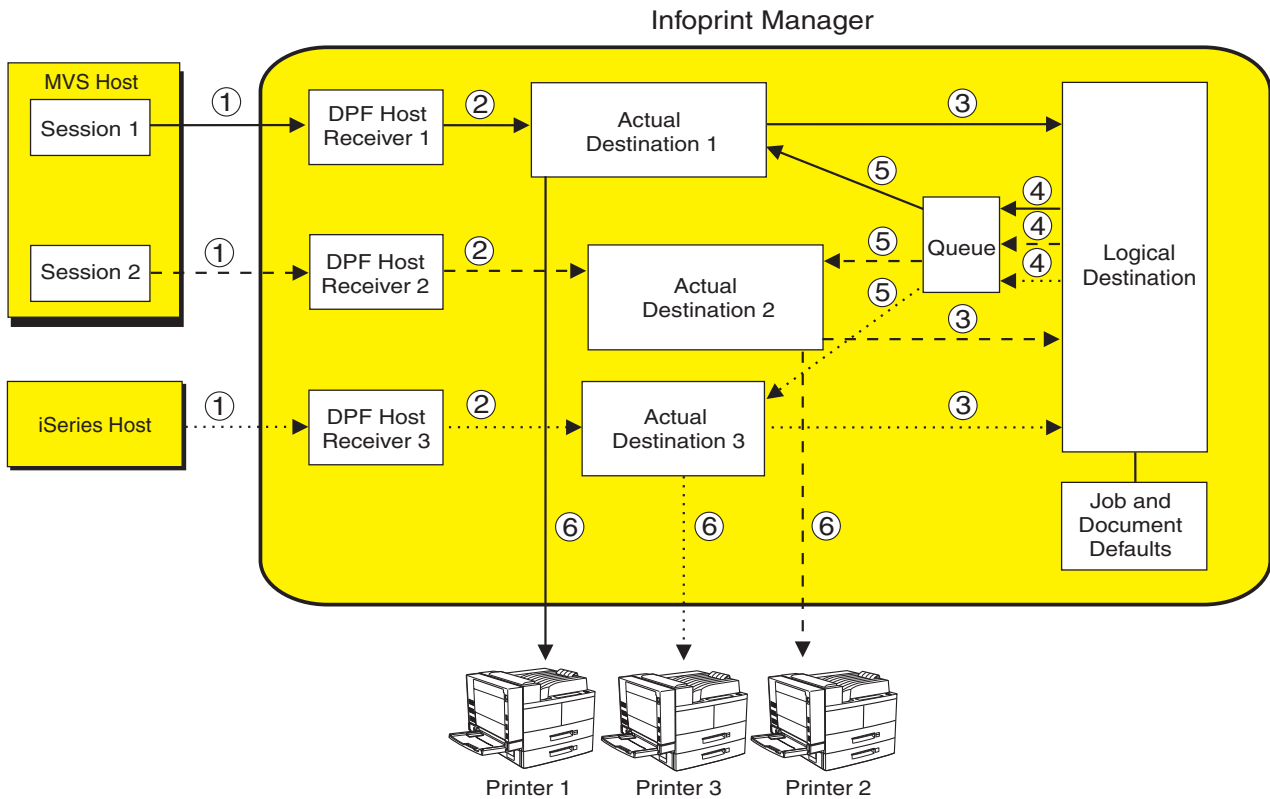 Infoprint Manager
MVS Host
Session 1
①
DPF Host
Receiver 1
②
Actual
Destination 1
③
⑤
④
④
④
Queue
Logical
Destination
Session 2
①
DPF Host
Receiver 2
②
Actual
Destination 2
⑤
⑤
③
iSeries Host
①
DPF Host
Receiver 3
②
Actual
Destination 3
③
Job and
Document
Defaults
⑥
⑥
⑥
Printer 1
Printer 3
Printer 2